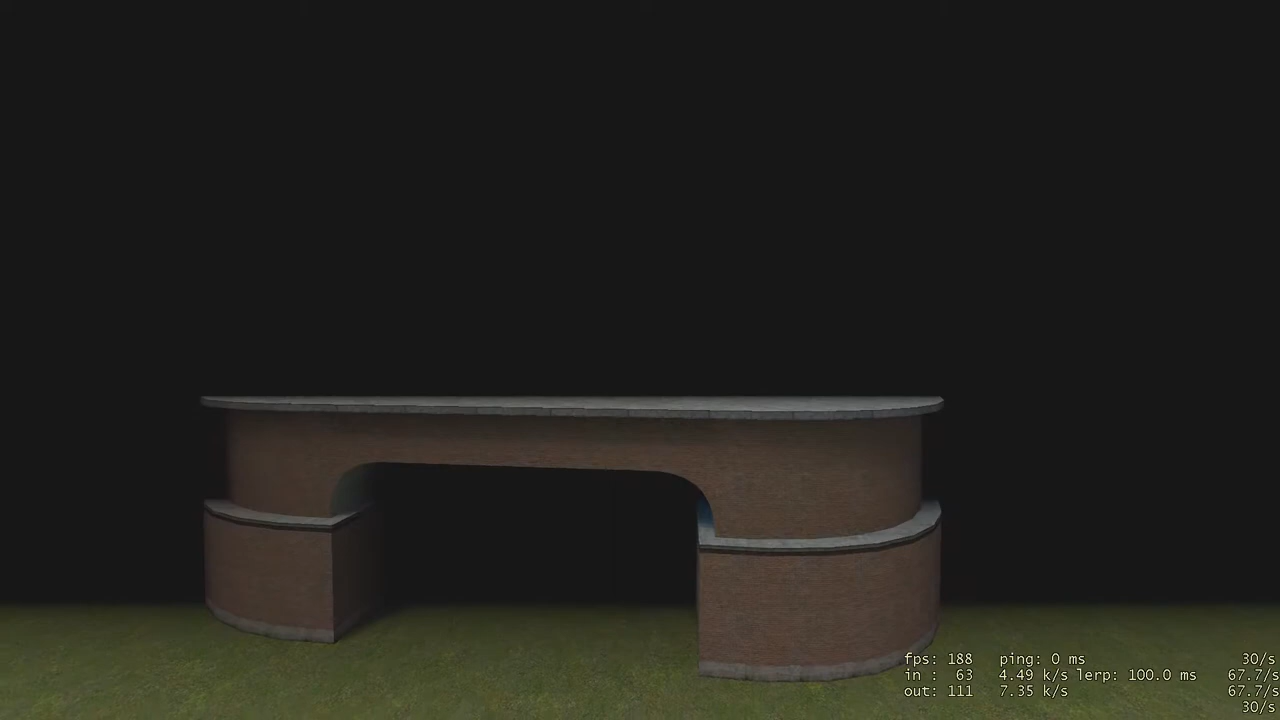 fps: 188 ping: 0 ms 30/s
in : 63 4.49 k/s lerp: 100.0 ms 67.7/s
out: 111 7.35 k/s 67.7/s
30/s